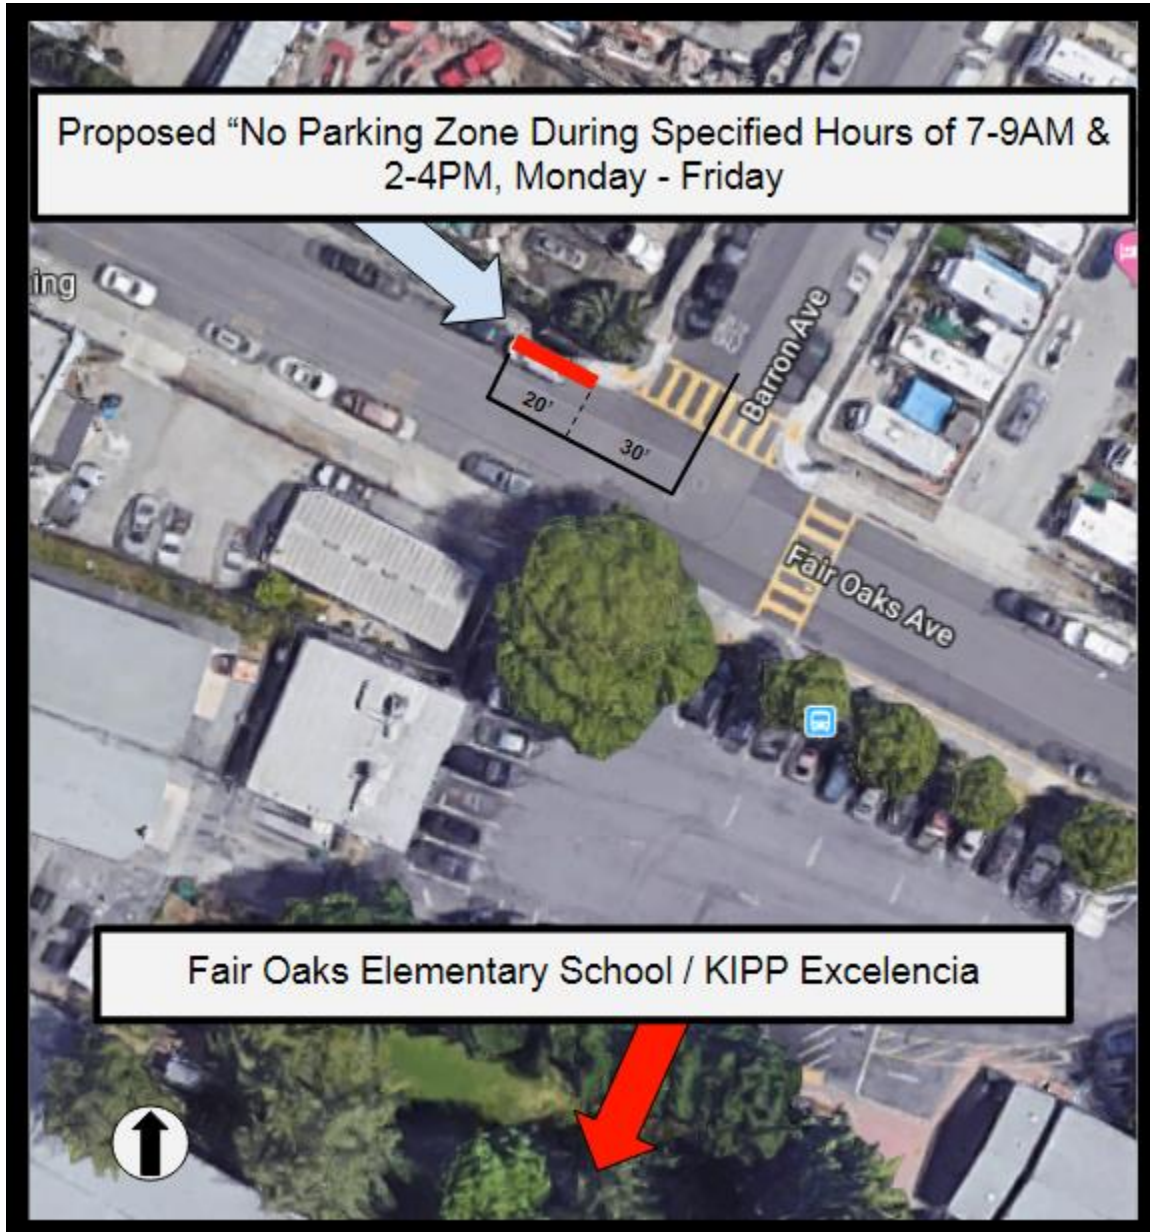 Proposed “No Parking Zone During Specified Hours of 7-9AM &
2-4PM, Monday - Friday
ing
Barron Ave
20’
30’
Fair Oaks Ave
Fair Oaks Elementary School / KIPP Excelencia